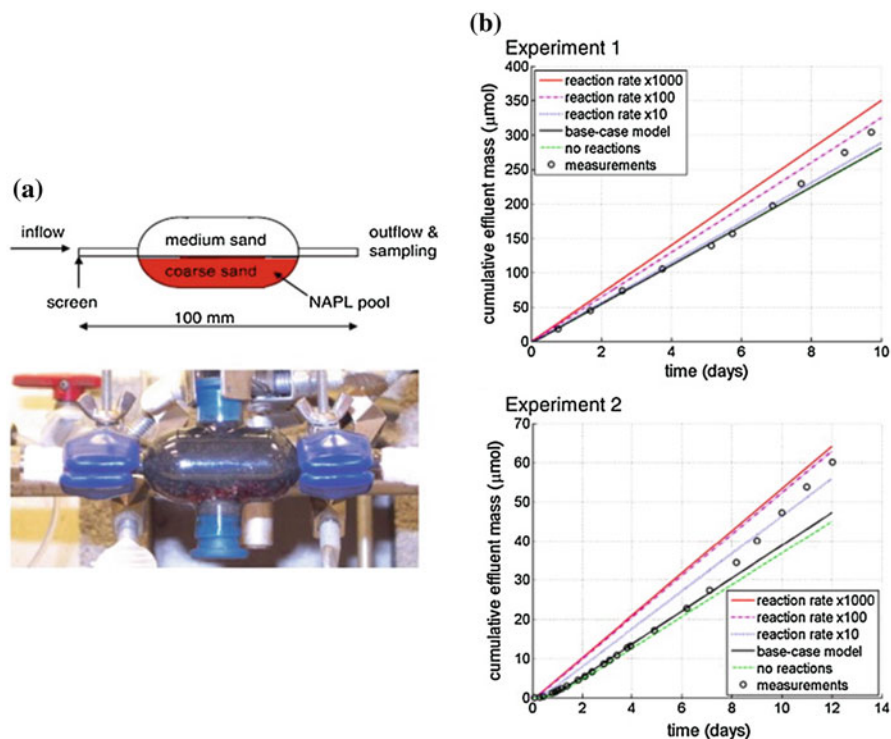 (a)
inflow
medium sand
outflow &
sampling
coarse sand
screen
NAPL pool
100 mm
(b)
Experiment 1
cumulative effluent mass (μmol)
400
350
300
250
200
150
100
50
0
reaction rate x1000
reaction rate x100
reaction rate x10
base-case model
no reactions
measurements
0 2 4 6 8 10
time (days)
Experiment 2
cumulative effluent mass (μmol)
70
60
50
40
30
20
10
0
reaction rate x1000
reaction rate x100
reaction rate x10
base-case model
no reactions
measurements
0 2 4 6 8 10 12 14
time (days)